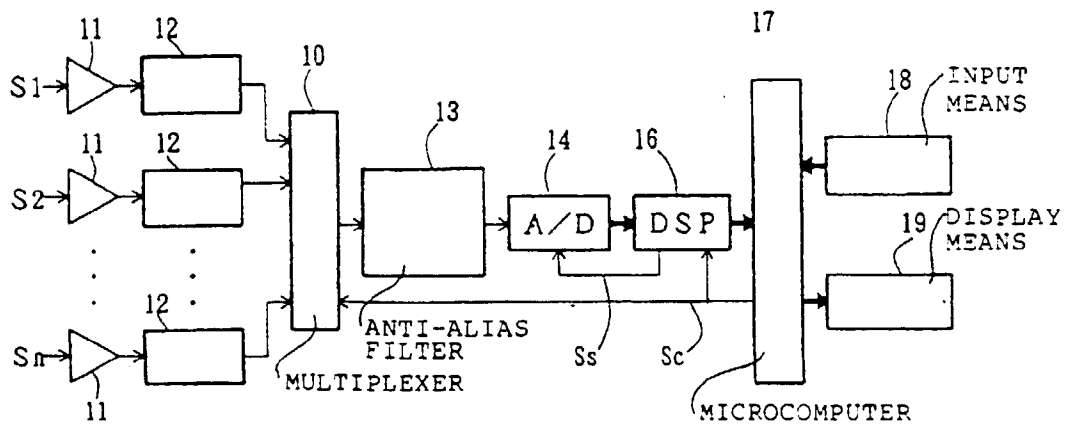 17
11
12
10
S1
INPUT
MEANS
18
13
11
12
14
16
S2
A/D
DSP
DISPLAY
MEANS
19
12
ANTI-ALIAS
FILTER
Ss
Sc
Sn
MULTIPLEXER
11
MICROCOMPUTER